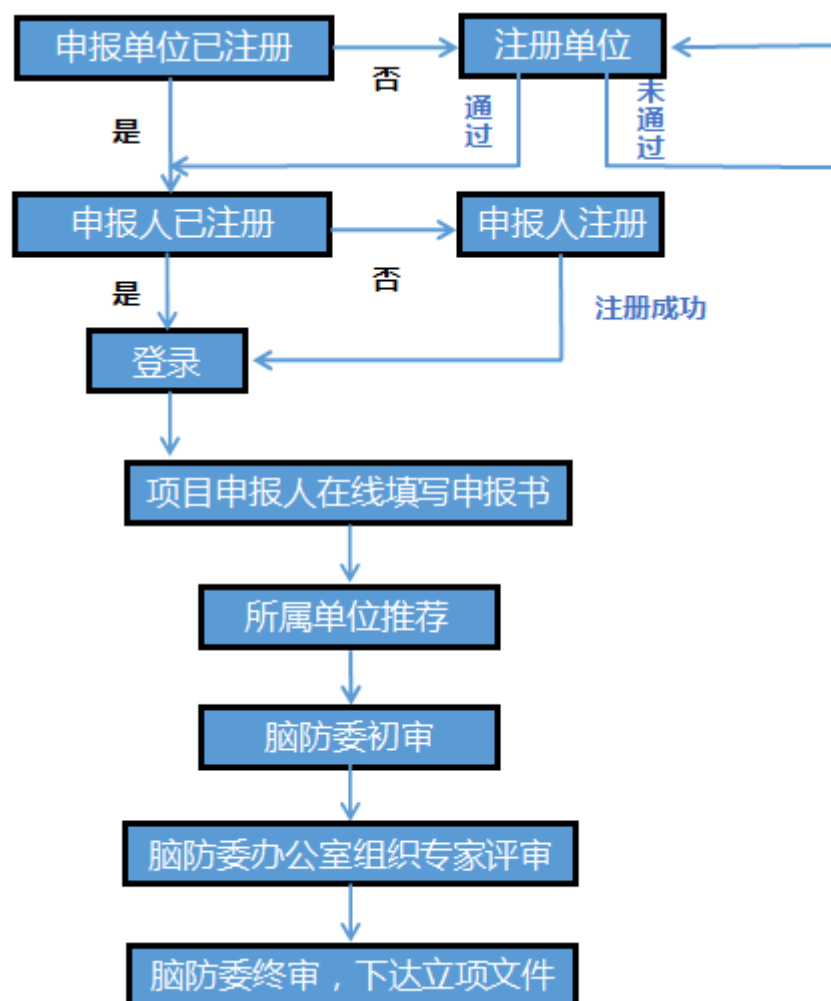 申报单位已注册
注册单位
否
是
通过
未通过
申报人已注册
申报人注册
否
是
注册成功
登录
项目申报人在线填写申报书
所属单位推荐
脑防委初审
脑防委办公室组织专家评审
脑防委终审，下达立项文件